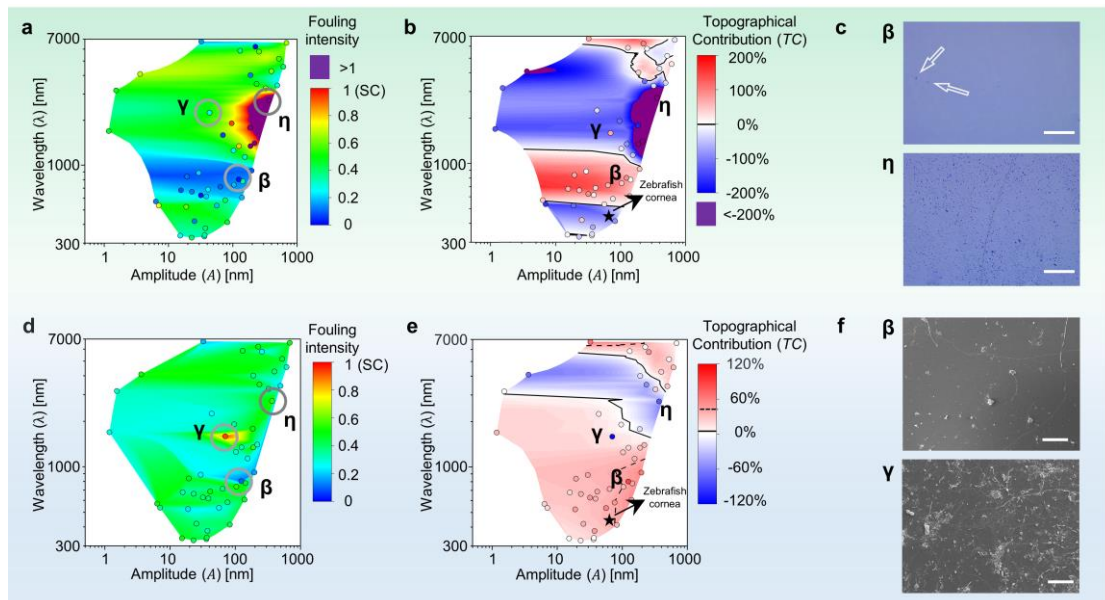 a
7000
1000
300
Wavelength (λ) [nm]
1 10 100 1000
Amplitude (A) [nm]
γ
η
β
Fouling
intensity
>1
1 (SC)
0.8
0.6
0.4
0.2
0
b
7000
1000
300
Wavelength (λ) [nm]
1 10 100 1000
Amplitude (A) [nm]
η
γ
β
Zebrafish
cornea
Topographical
Contribution (TC)
200%
100%
0%
-100%
-200%
<-200%
c
β
η
d
7000
1000
300
Wavelength (λ) [nm]
1 10 100 1000
Amplitude (A) [nm]
η
γ
β
Fouling
intensity
1 (SC)
0.8
0.6
0.4
0.2
0
e
7000
1000
300
Wavelength (λ) [nm]
1 10 100 1000
Amplitude (A) [nm]
η
γ
β
Zebrafish
cornea
Topographical
Contribution (TC)
120%
60%
0%
-60%
-120%
f
β
γ